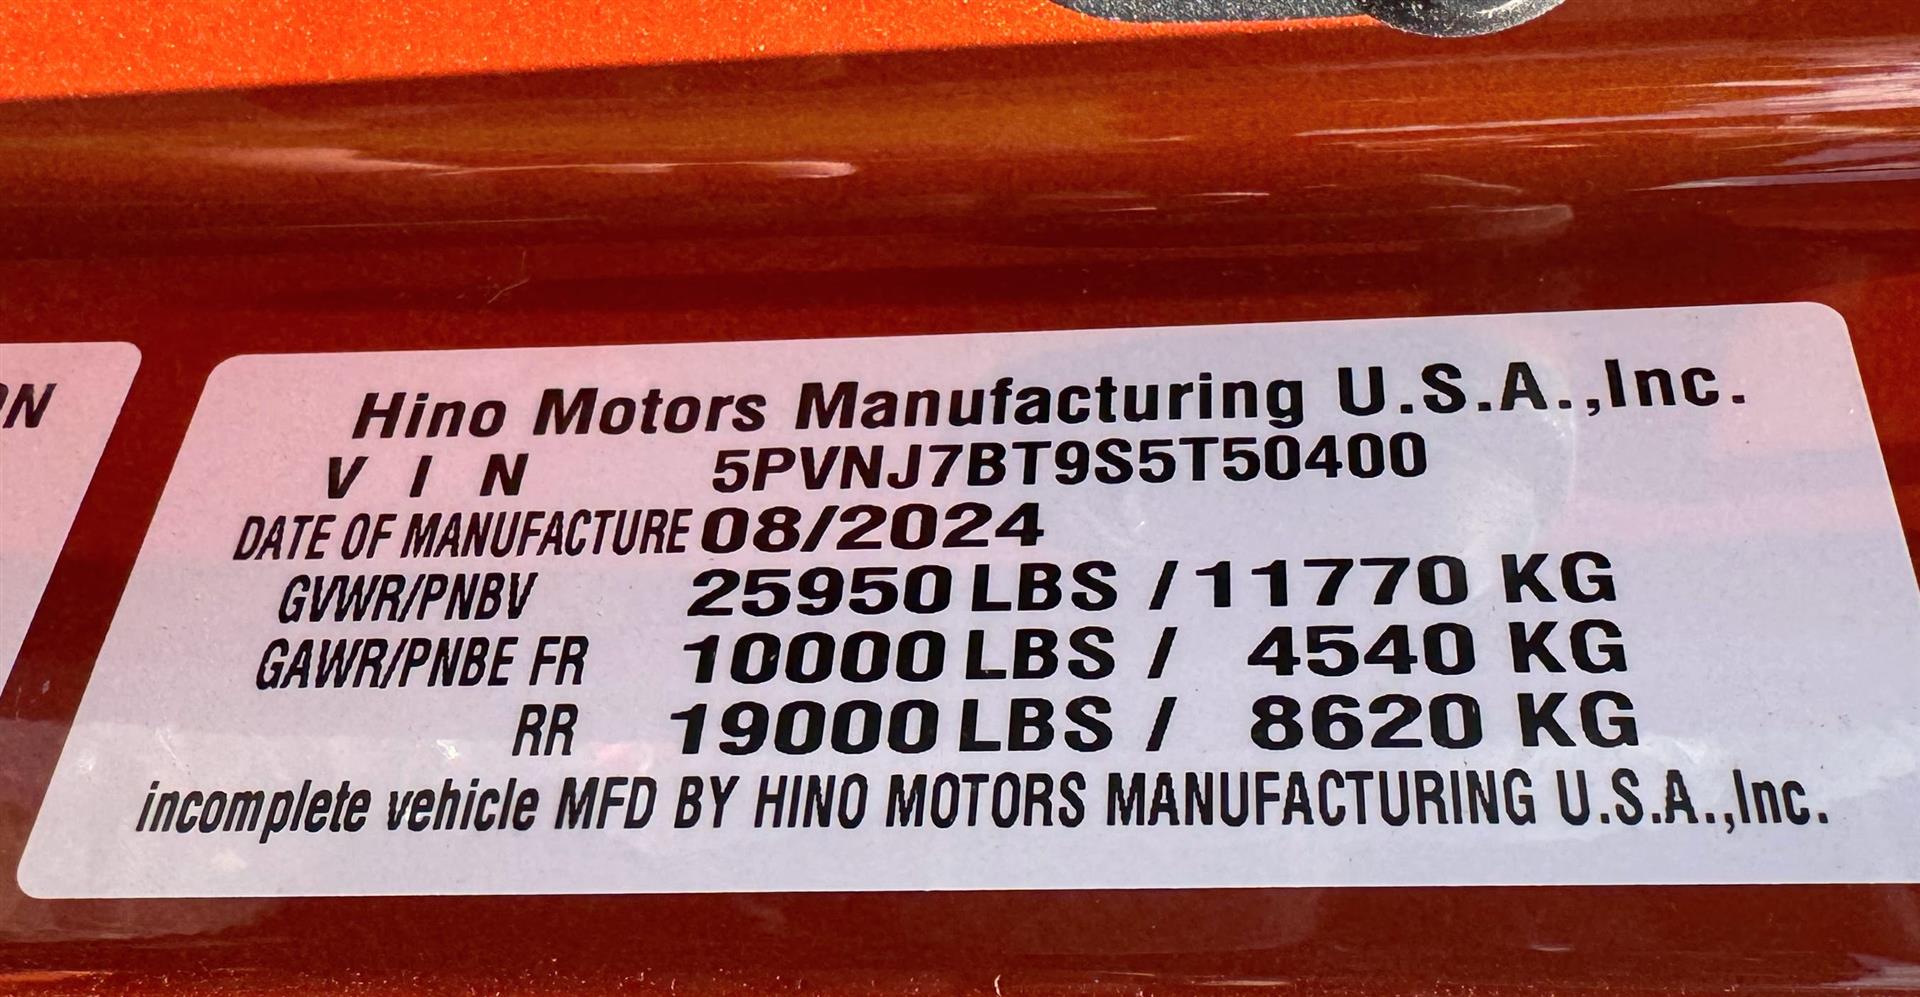 ON
Hino Motors Manufacturing U.S.A.,Inc.
V I N 5PVNJ7BT9S5T50400
DATE OF MANUFACTURE 08/2024
GVWR/PNBV 25950 LBS / 11770 KG
GAWR/PNBE FR 10000 LBS / 4540 KG
RR 19000 LBS / 8620 KG
incomplete vehicle MFD BY HINO MOTORS MANUFACTURING U.S.A.,Inc.